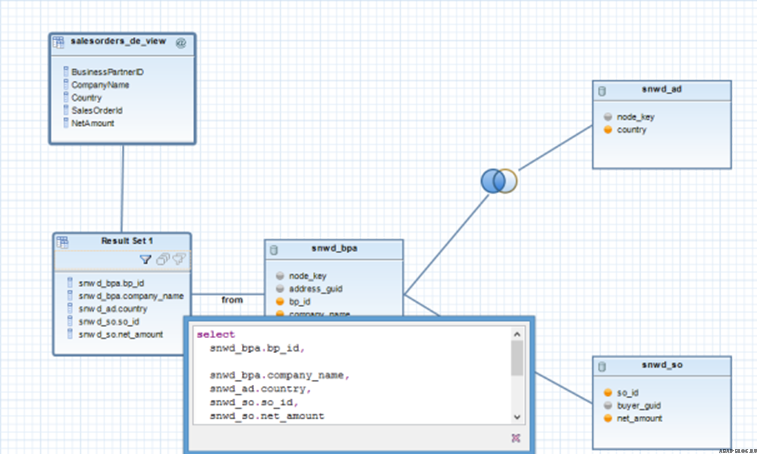 salesorders_de_view @
BusinessPartnerID
CompanyName
Country
SalesOrderId
NetAmount
snwd_ad
node_key
country
Result Set 1
snwd_bpa.bp_id
snwd_bpa.company_name
snwd_ad.country
snwd_so.so_id
snwd_so.net_amount
from
snwd_bpa
node_key
address_guid
bp_id
company_name
select
snwd_bpa.bp_id,
snwd_bpa.company_name,
snwd_ad.country,
snwd_so.so_id,
snwd_so.net_amount
snwd_so
so_id
buyer_guid
net_amount
ABAP-BLOG.RU